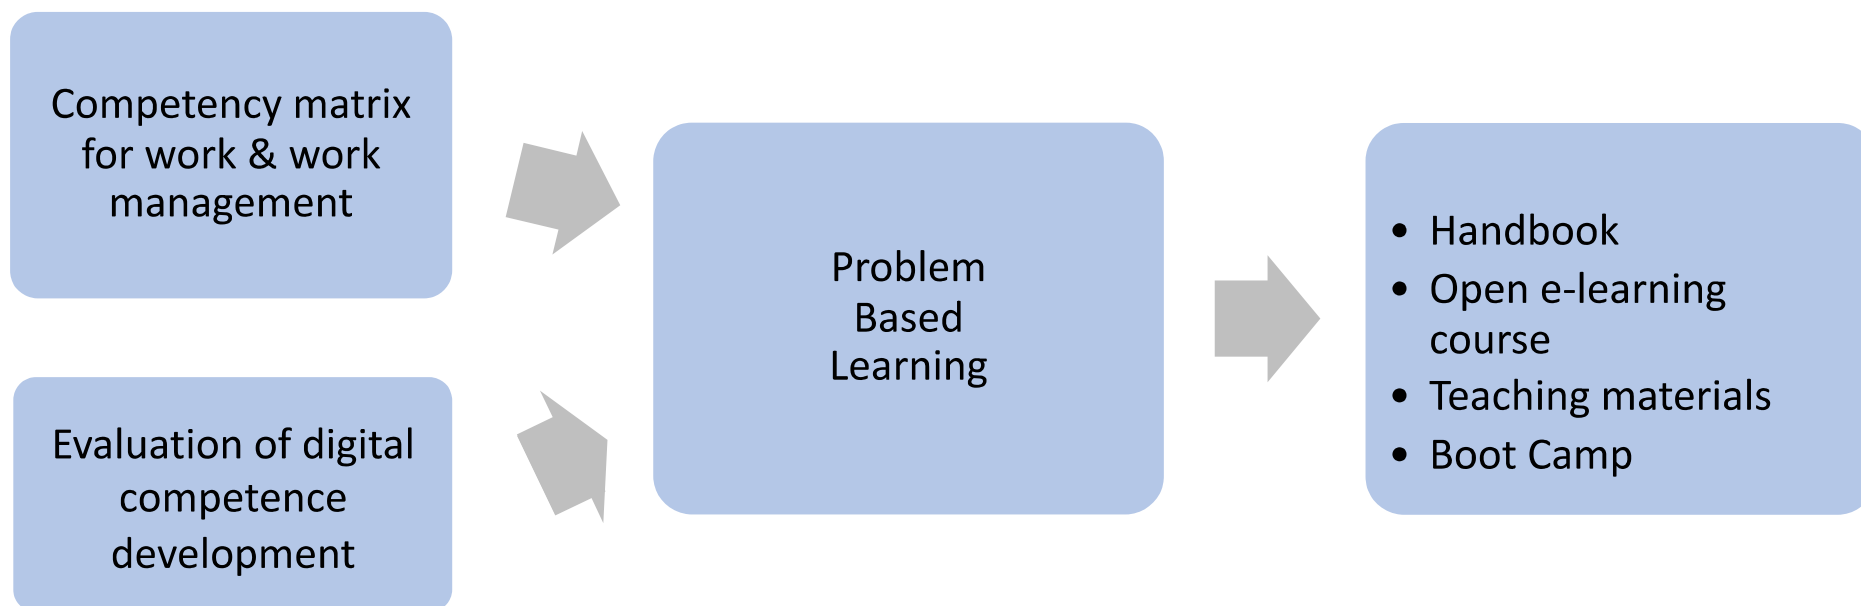 Competency matrix
for work & work
management
Evaluation of digital
competence
development
Problem
Based
Learning
• Handbook
• Open e-learning
course
• Teaching materials
• Boot Camp